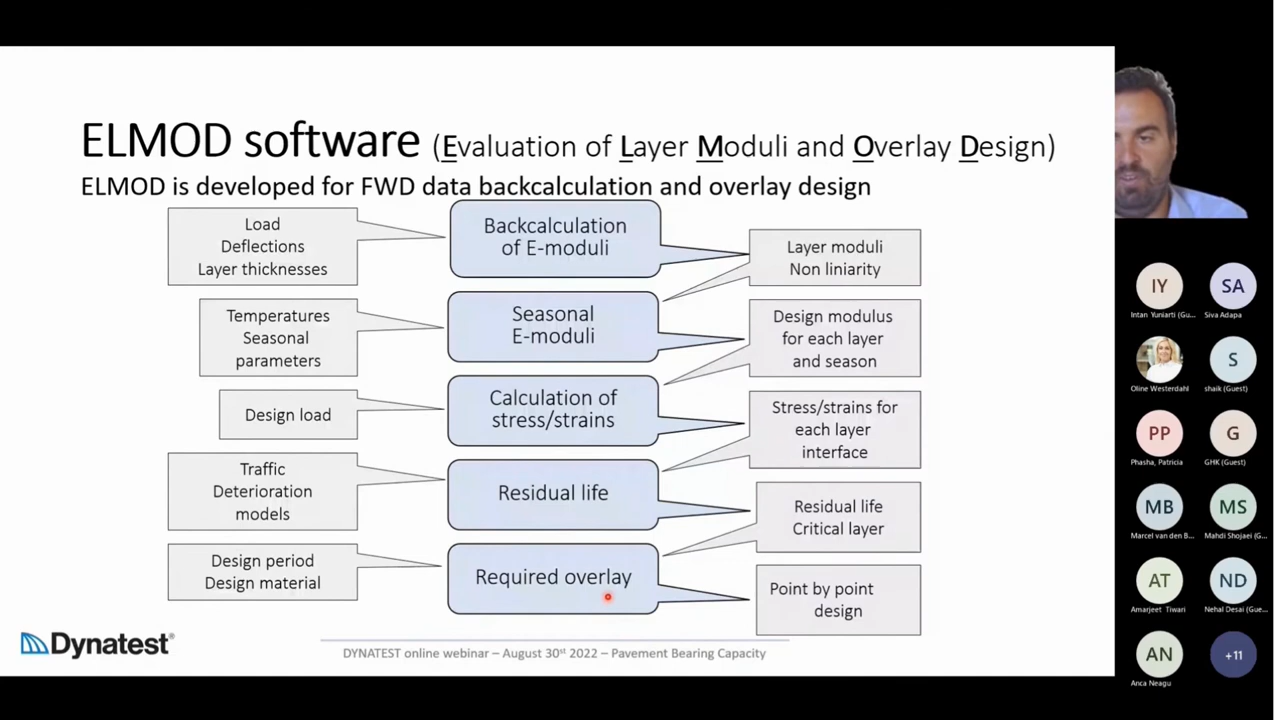 ELMOD software (Evaluation of Layer Moduli and Overlay Design)
ELMOD is developed for FWD data backcalculation and overlay design
Load
Deflections
Layer thicknesses
Backcalculation
of E-moduli
Layer moduli
Non liniarity
Temperatures
Seasonal
parameters
Seasonal
E-moduli
Design modulus
for each layer
and season
Design load
Calculation of
stress/strains
Stress/strains for
each layer
interface
Traffic
Deterioration
models
Residual life
Residual life
Critical layer
Design period
Design material
Required overlay
Point by point
design
Dynatest®
DYNATEST online webinar – August 30st 2022 – Pavement Bearing Capacity
IY
Intan Yuniarti (Gu...
SA
Siva Adapa
Oline Westerdahl
S
shaik (Guest)
PP
Phasha, Patricia
G
GHK (Guest)
MB
Marcel van den B...
MS
Mahdi Shojaei (G...
AT
Amarjeet Tiwari
ND
Nehal Desai (Gue...
AN
Anca Neagu
+11